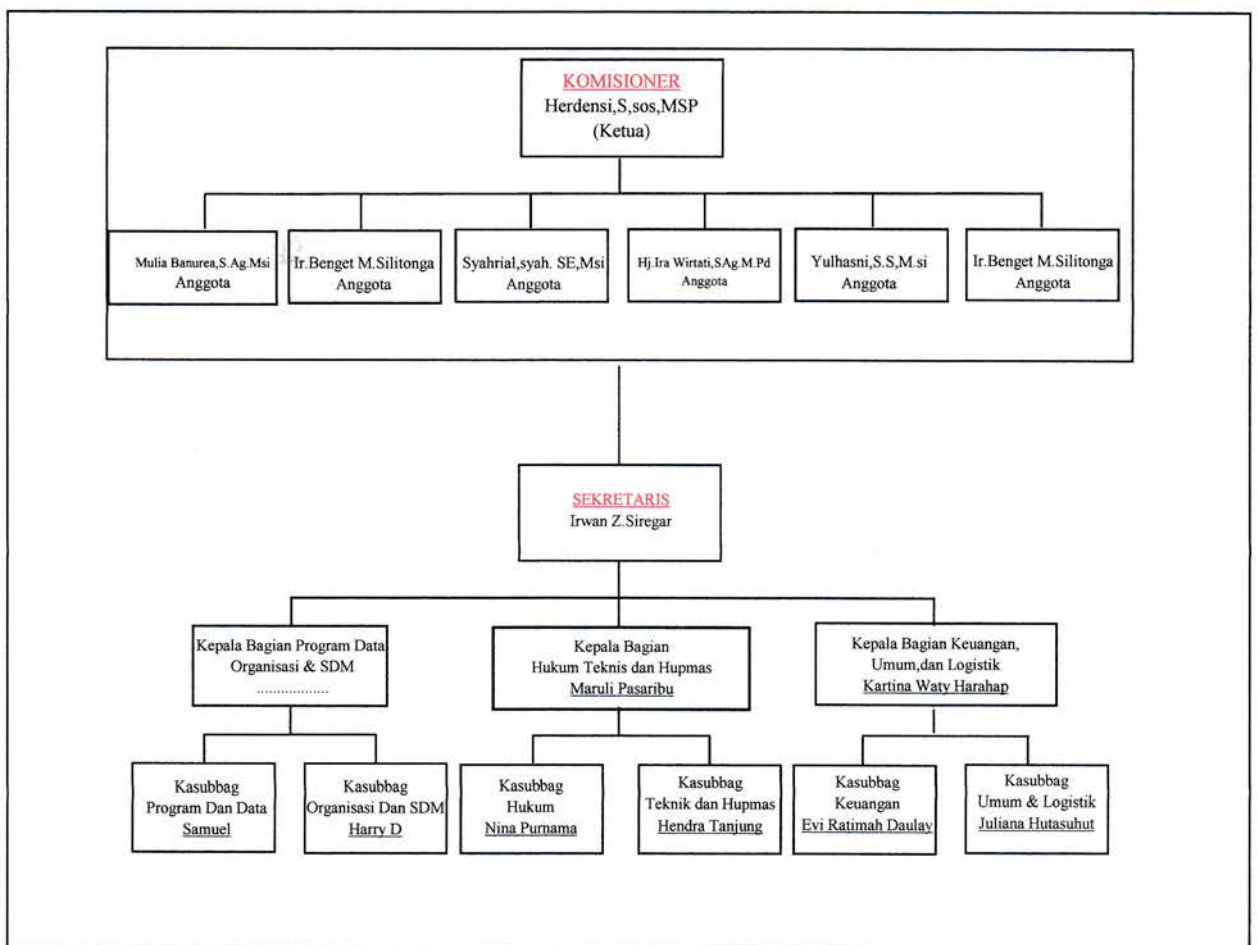 KOMISIONER
Herdensi,S,sos,MSP
(Ketua)
Mulia Banurea,S.Ag.Msi
Anggota
Ir.Benget M.Silitonga
Anggota
Syahrial,syah. SE,Msi
Anggota
Hj.Ira Wirtati,SAg.M.Pd
Anggota
Yulhasni,S.S,M.si
Anggota
Ir.Benget M.Silitonga
Anggota
SEKRETARIS
Irwan Z.Siregar
Kepala Bagian Program Data
Organisasi & SDM
...................
Kepala Bagian
Hukum Teknis dan Hupmas
Maruli Pasaribu
Kepala Bagian Keuangan,
Umum,dan Logistik
Kartina Waty Harahap
Kasubbag
Program Dan Data
Samuel
Kasubbag
Organisasi Dan SDM
Harry D
Kasubbag
Hukum
Nina Purnama
Kasubbag
Teknik dan Hupmas
Hendra Tanjung
Kasubbag
Keuangan
Evi Ratimah Daulay
Kasubbag
Umum & Logistik
Juliana Hutasuhut